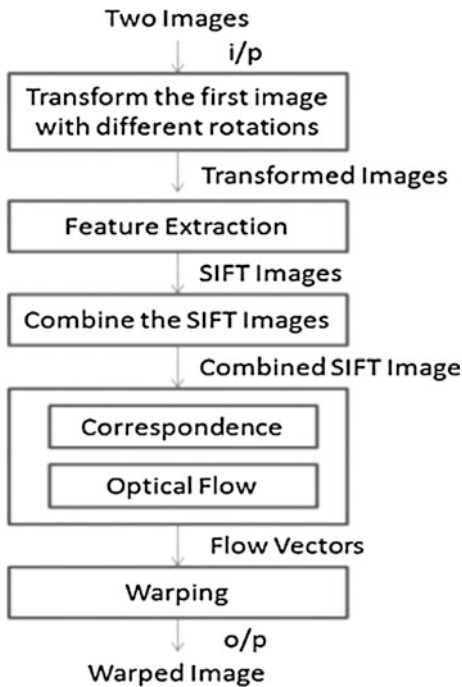 Two Images
i/p
Transform the first image
with different rotations
Transformed Images
Feature Extraction
SIFT Images
Combine the SIFT Images
Combined SIFT Image
Correspondence
Optical Flow
Flow Vectors
Warping
o/p
Warped Image